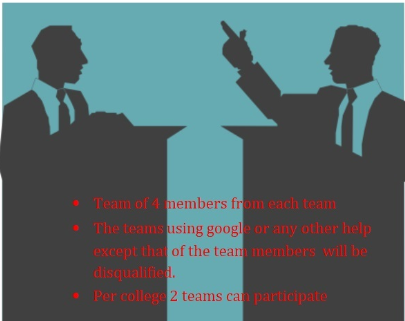 • Team of 4 members from each team
• The teams using google or any other help
except that of the team members will be
disqualified.
• Per college 2 teams can participate